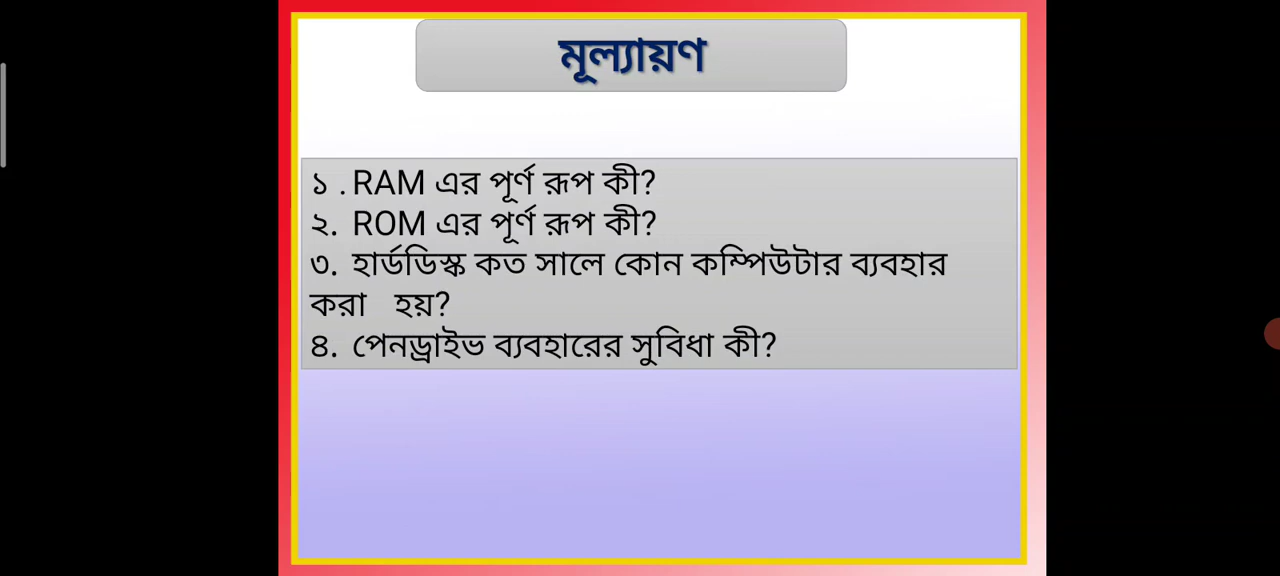 মূল্যায়ণ
১ . RAM এর পূর্ণ রূপ কী?
২. ROM এর পূর্ণ রূপ কী?
৩. হার্ডডিস্ক কত সালে কোন কম্পিউটার ব্যবহার
করা হয়?
৪. পেনড্রাইভ ব্যবহারের সুবিধা কী?